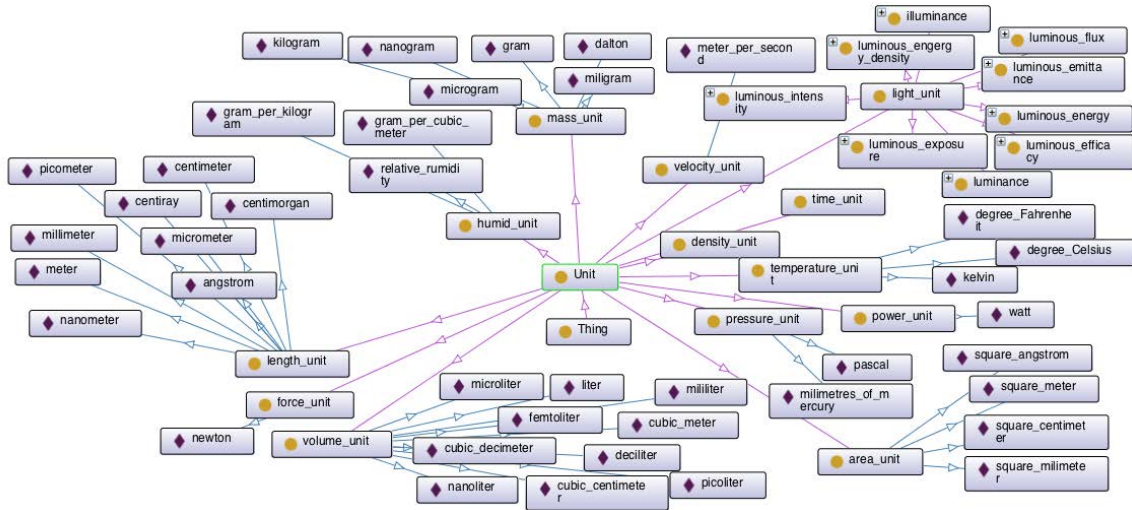 illuminance
kilogram
nanogram
gram
dalton
meter_per_secon
d
luminous_engerg
y_density
luminous_flux
microgram
miligram
luminous_emitta
nce
gram_per_kilogr
am
gram_per_cubic_
meter
mass_unit
luminous_intens
ity
light_unit
luminous_energy
picometer
centimeter
relative_rumidi
ty
velocity_unit
luminous_exposu
re
luminous_effica
cy
luminance
centiray
centimorgan
time_unit
degree_Fahrenhe
it
millimeter
micrometer
humid_unit
density_unit
degree_Celsius
meter
angstrom
Unit
temperature_uni
t
kelvin
nanometer
Thing
pressure_unit
power_unit
watt
length_unit
pascal
square_angstrom
microliter
liter
mililiter
milimetres_of_m
ercury
square_meter
force_unit
femtoliter
cubic_meter
square_centimet
er
newton
volume_unit
cubic_decimeter
deciliter
area_unit
square_milimete
r
nanoliter
cubic_centimete
r
picoliter